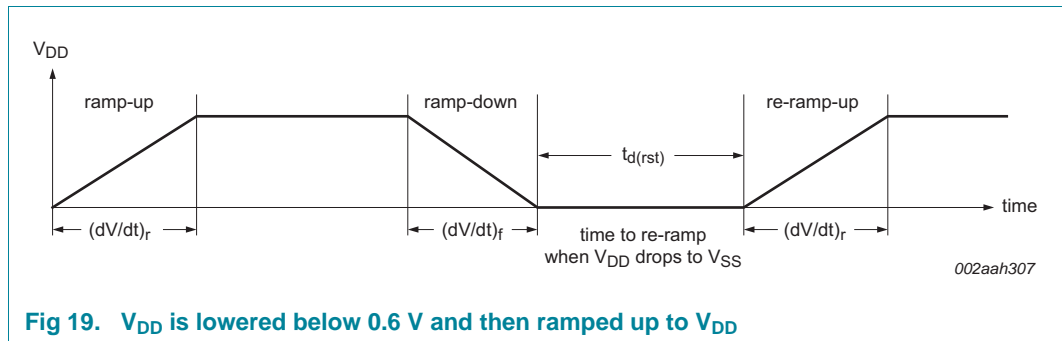 VDD
ramp-up
ramp-down
re-ramp-up
td(rst)
time
(dV/dt)r
(dV/dt)f
time to re-ramp
when VDD drops to VSS
(dV/dt)r
002aah307
Fig 19. VDD is lowered below 0.6 V and then ramped up to VDD